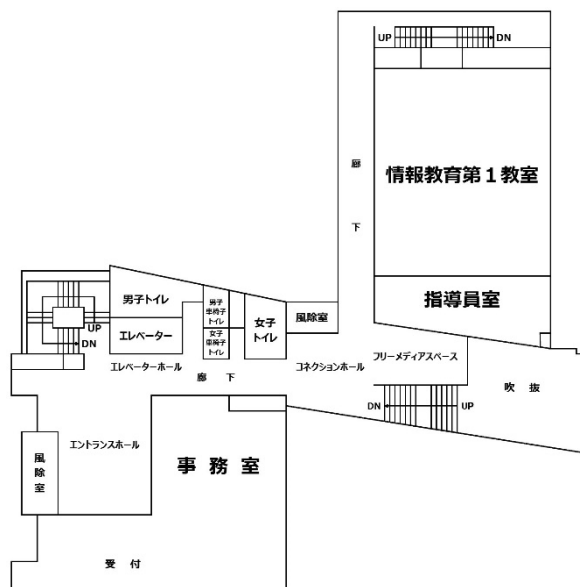 UP
DN
廊
下
情報教育第１教室
指導員室
男子トイレ
エレベーター
UP
DN
男子
車椅子
トイレ
女子
車椅子
トイレ
女子
トイレ
風除室
エレベーターホール
廊 下
コネクションホール
フリーメディアスペース
吹 抜
DN
UP
エントランスホール
風
除
室
事 務 室
受 付